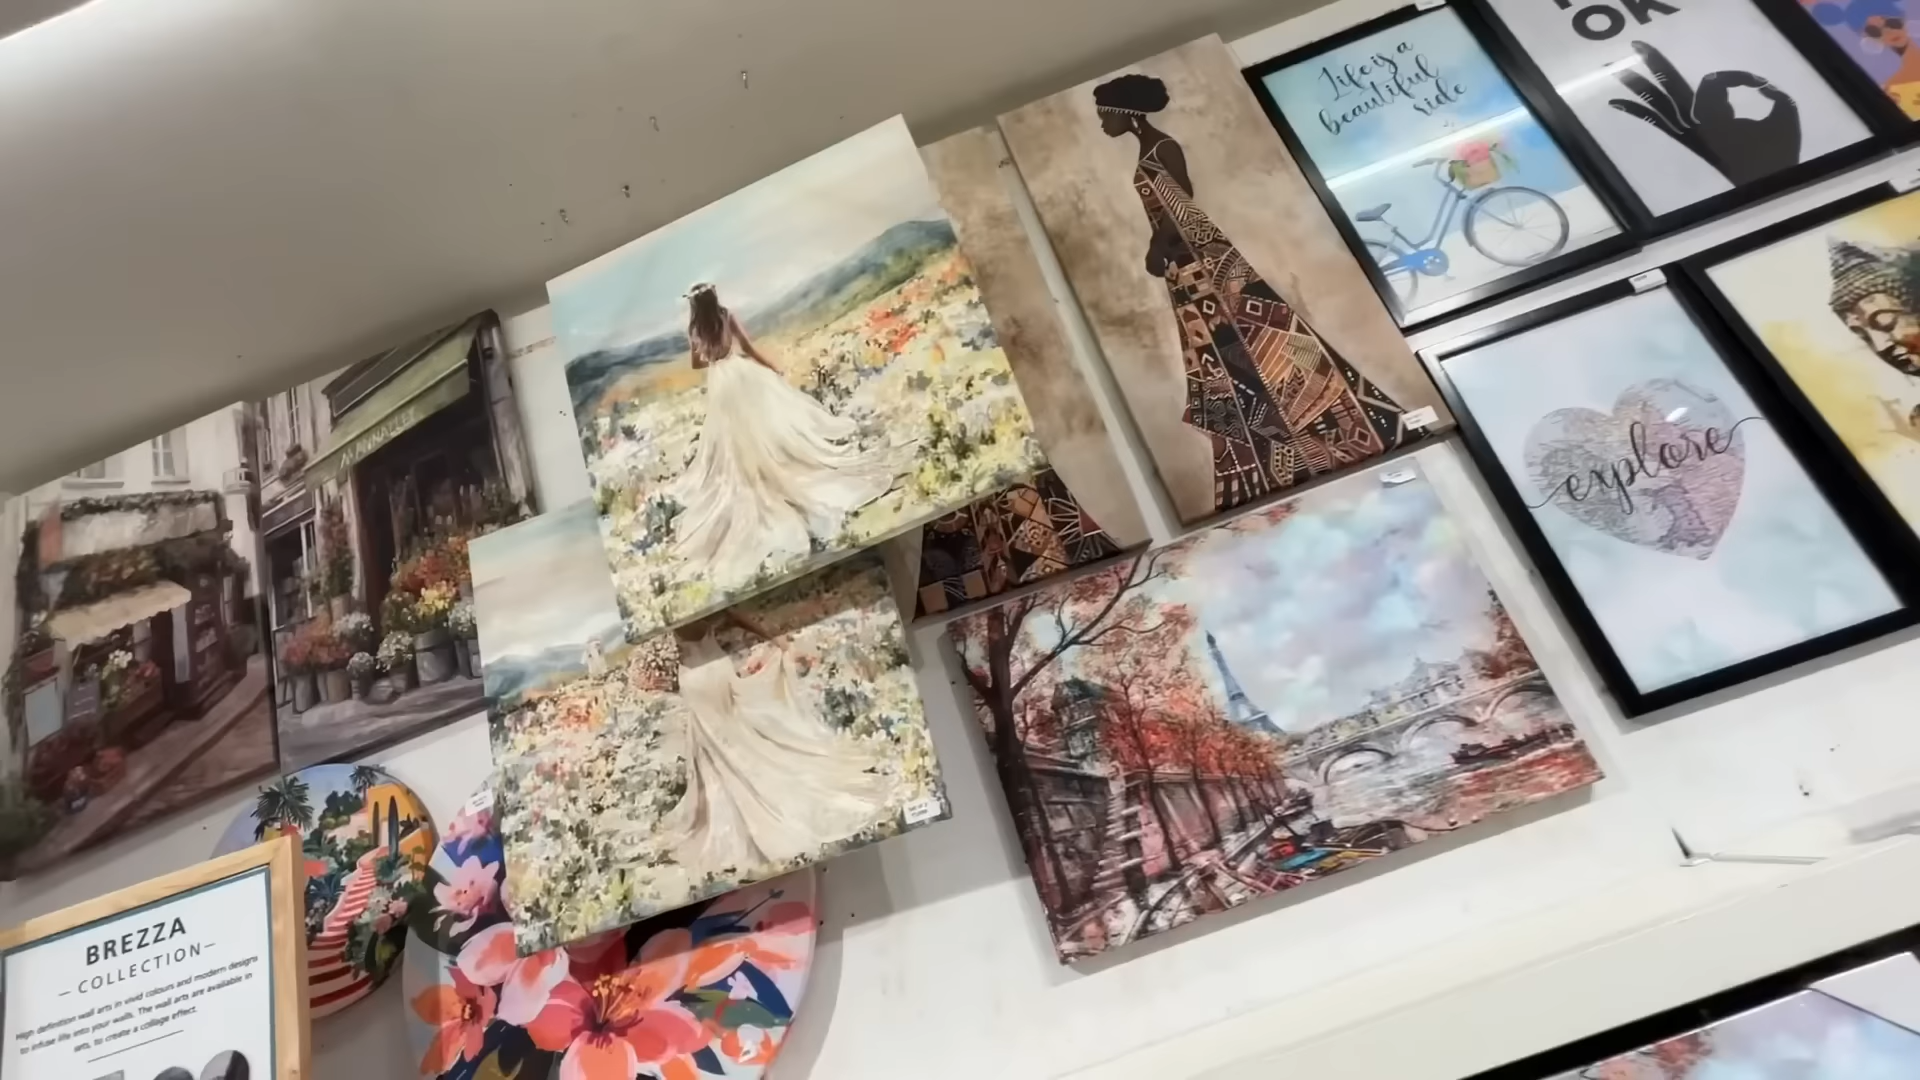 OK
Life is a
beautiful
ride
explore
BREZZA
— COLLECTION —
High definition wall arts in vivid colours and modern designs
to infuse life into your walls. The wall arts are available in
sets, to create a collage effect.